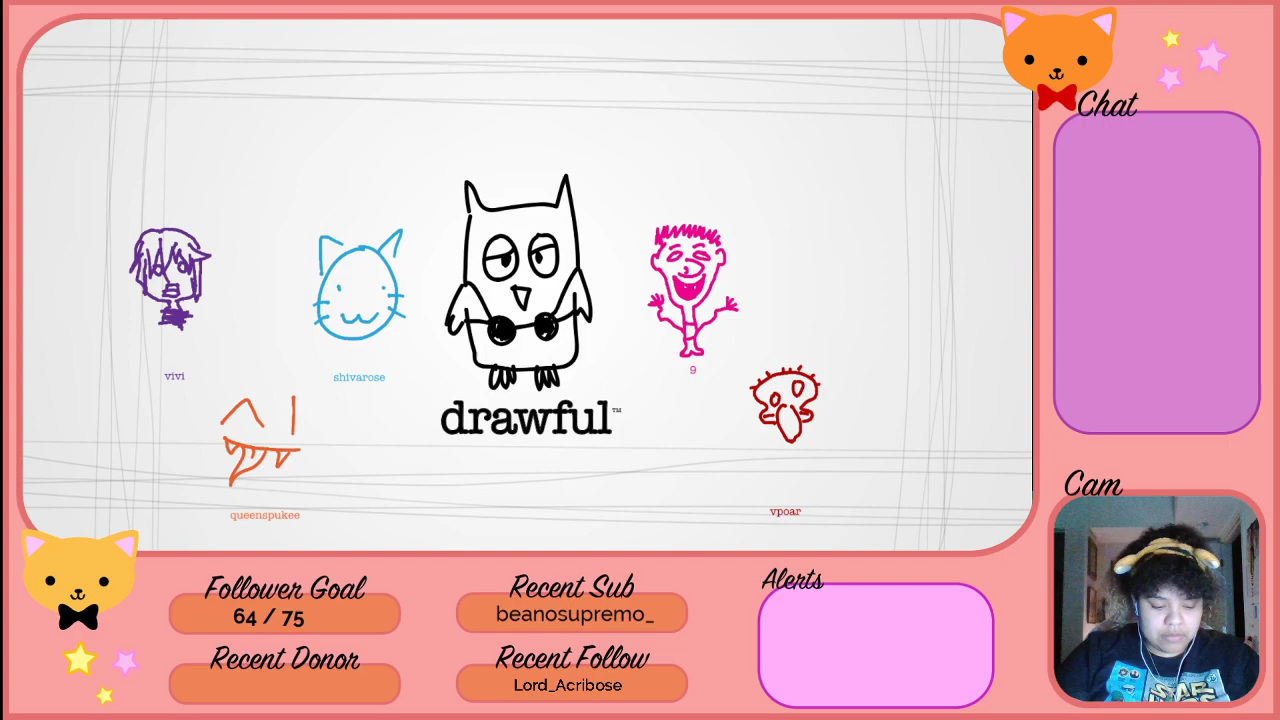 Chat
vivi
shivarose
9
drawful™
queenspukee
vpoar
Cam
Follower Goal
64 / 75
Recent Sub
beanosupremo_
Alerts
Recent Donor
Recent Follow
Lord_Acribose
STAR